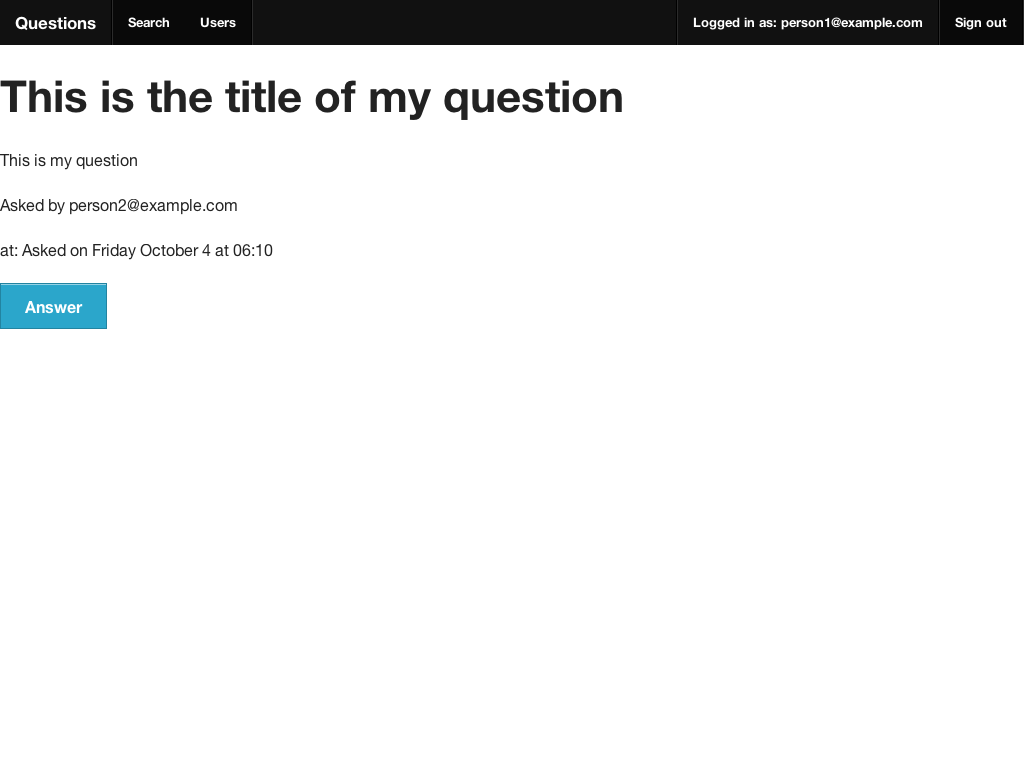 Questions Search Users Logged in as: person1@example.com Sign out
This is the title of my question
This is my question
Asked by person2@example.com
at: Asked on Friday October 4 at 06:10
Answer